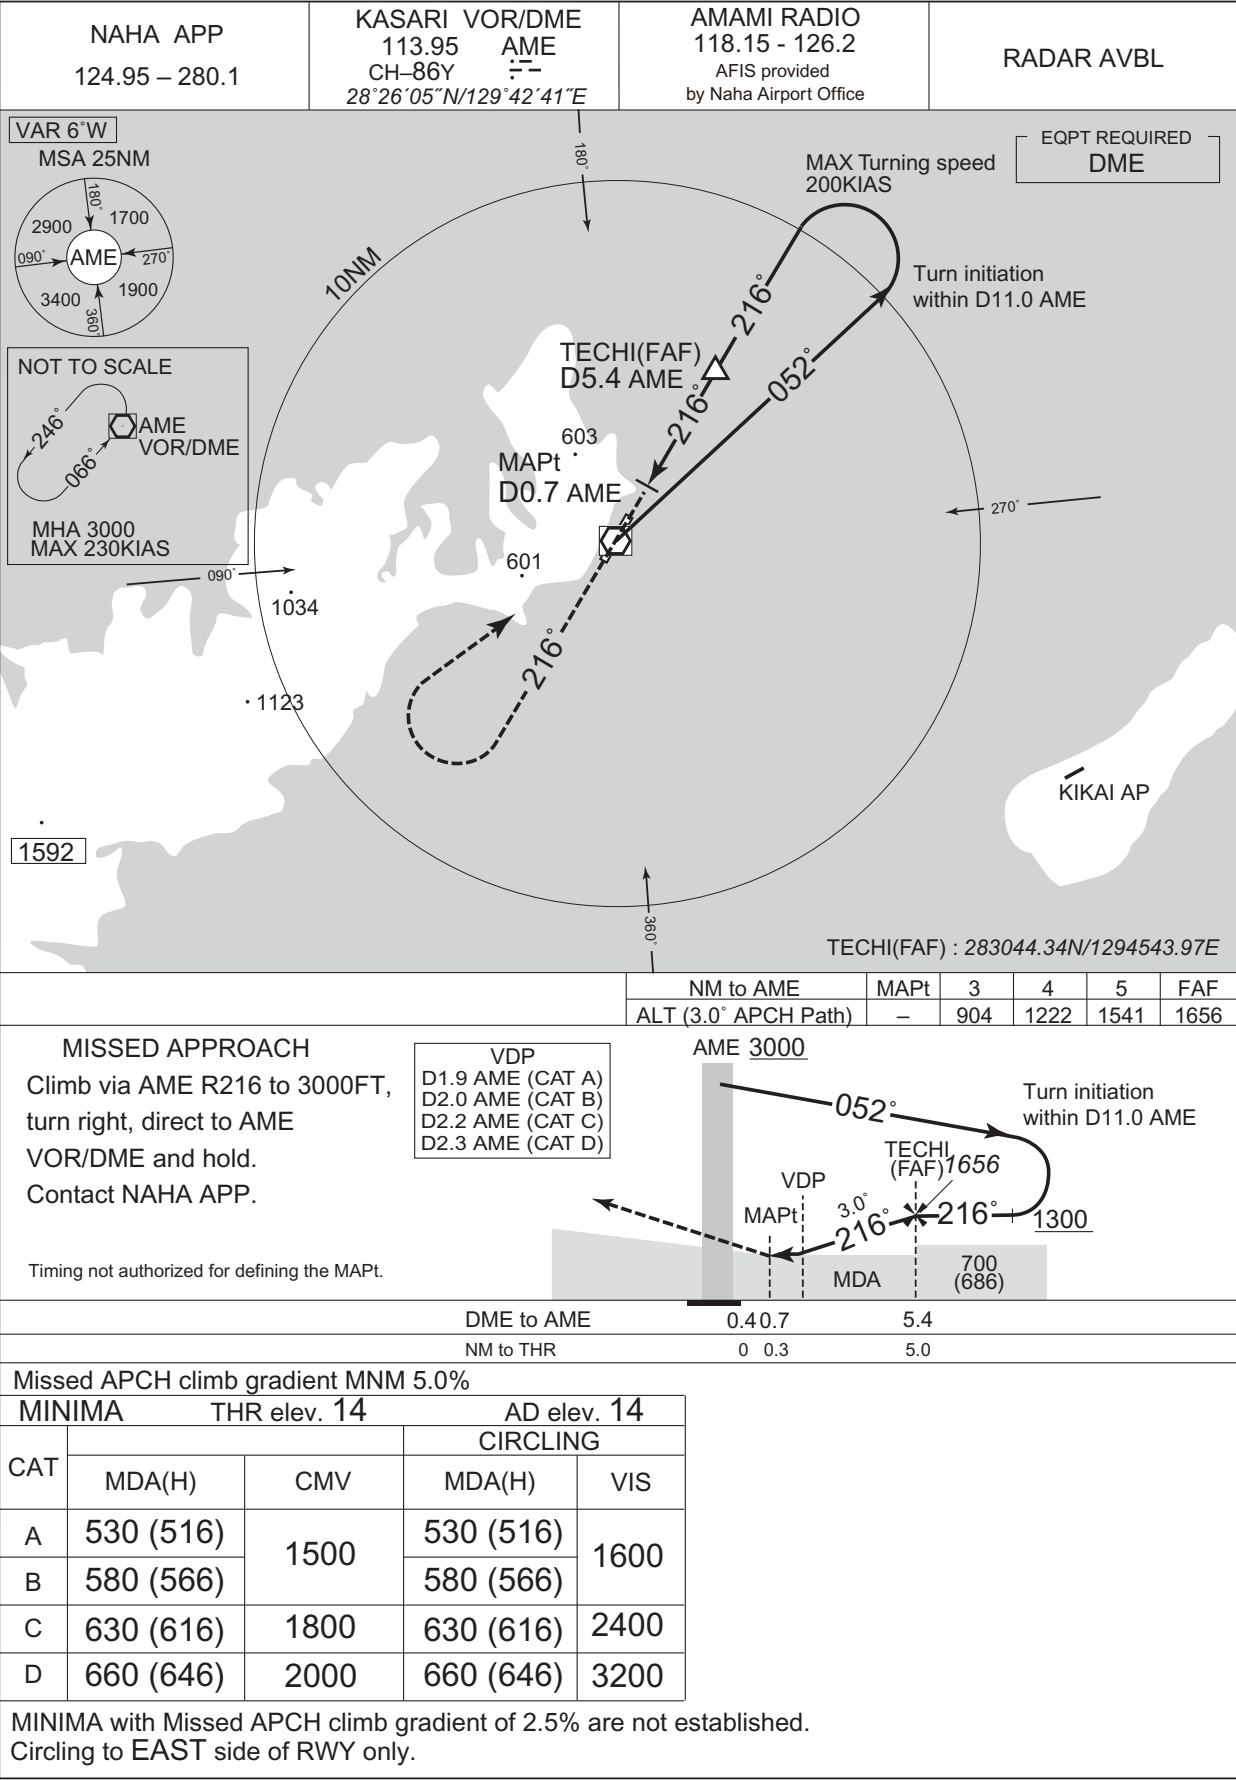 NAHA APP
124.95 – 280.1
KASARI VOR/DME
113.95 AME
CH–86Y
28°26´05˝N/129°42´41˝E
AMAMI RADIO
118.15 - 126.2
AFIS provided
by Naha Airport Office
RADAR AVBL
VAR 6°W
MSA 25NM
180°
2900
1700
090°
AME
270°
3400
1900
360°
NOT TO SCALE
246°
066°
AME
VOR/DME
MHA 3000
MAX 230KIAS
180°
EQPT REQUIRED
DME
MAX Turning speed
200KIAS
10NM
Turn initiation
within D11.0 AME
216°
052°
TECHI(FAF)
D5.4 AME
216°
603
MAPt
D0.7 AME
270°
601
090°
1034
216°
1123
KIKAI AP
1592
360°
TECHI(FAF) : 283044.34N/1294543.97E
NM to AME MAPt 3 4 5 FAF
ALT (3.0° APCH Path) – 904 1222 1541 1656
MISSED APPROACH
Climb via AME R216 to 3000FT,
turn right, direct to AME
VOR/DME and hold.
Contact NAHA APP.
Timing not authorized for defining the MAPt.
VDP
D1.9 AME (CAT A)
D2.0 AME (CAT B)
D2.2 AME (CAT C)
D2.3 AME (CAT D)
AME 3000
052°
Turn initiation
within D11.0 AME
TECHI
(FAF) 1656
VDP
MAPt
3.0°
216°
216°
1300
MDA
700
(686)
DME to AME 0.4 0.7 5.4
NM to THR 0 0.3 5.0
Missed APCH climb gradient MNM 5.0%
MINIMA THR elev. 14 AD elev. 14
CIRCLING
CAT MDA(H) CMV MDA(H) VIS
A 530 (516) 1500 530 (516) 1600
B 580 (566) 580 (566)
C 630 (616) 1800 630 (616) 2400
D 660 (646) 2000 660 (646) 3200
MINIMA with Missed APCH climb gradient of 2.5% are not established.
Circling to EAST side of RWY only.